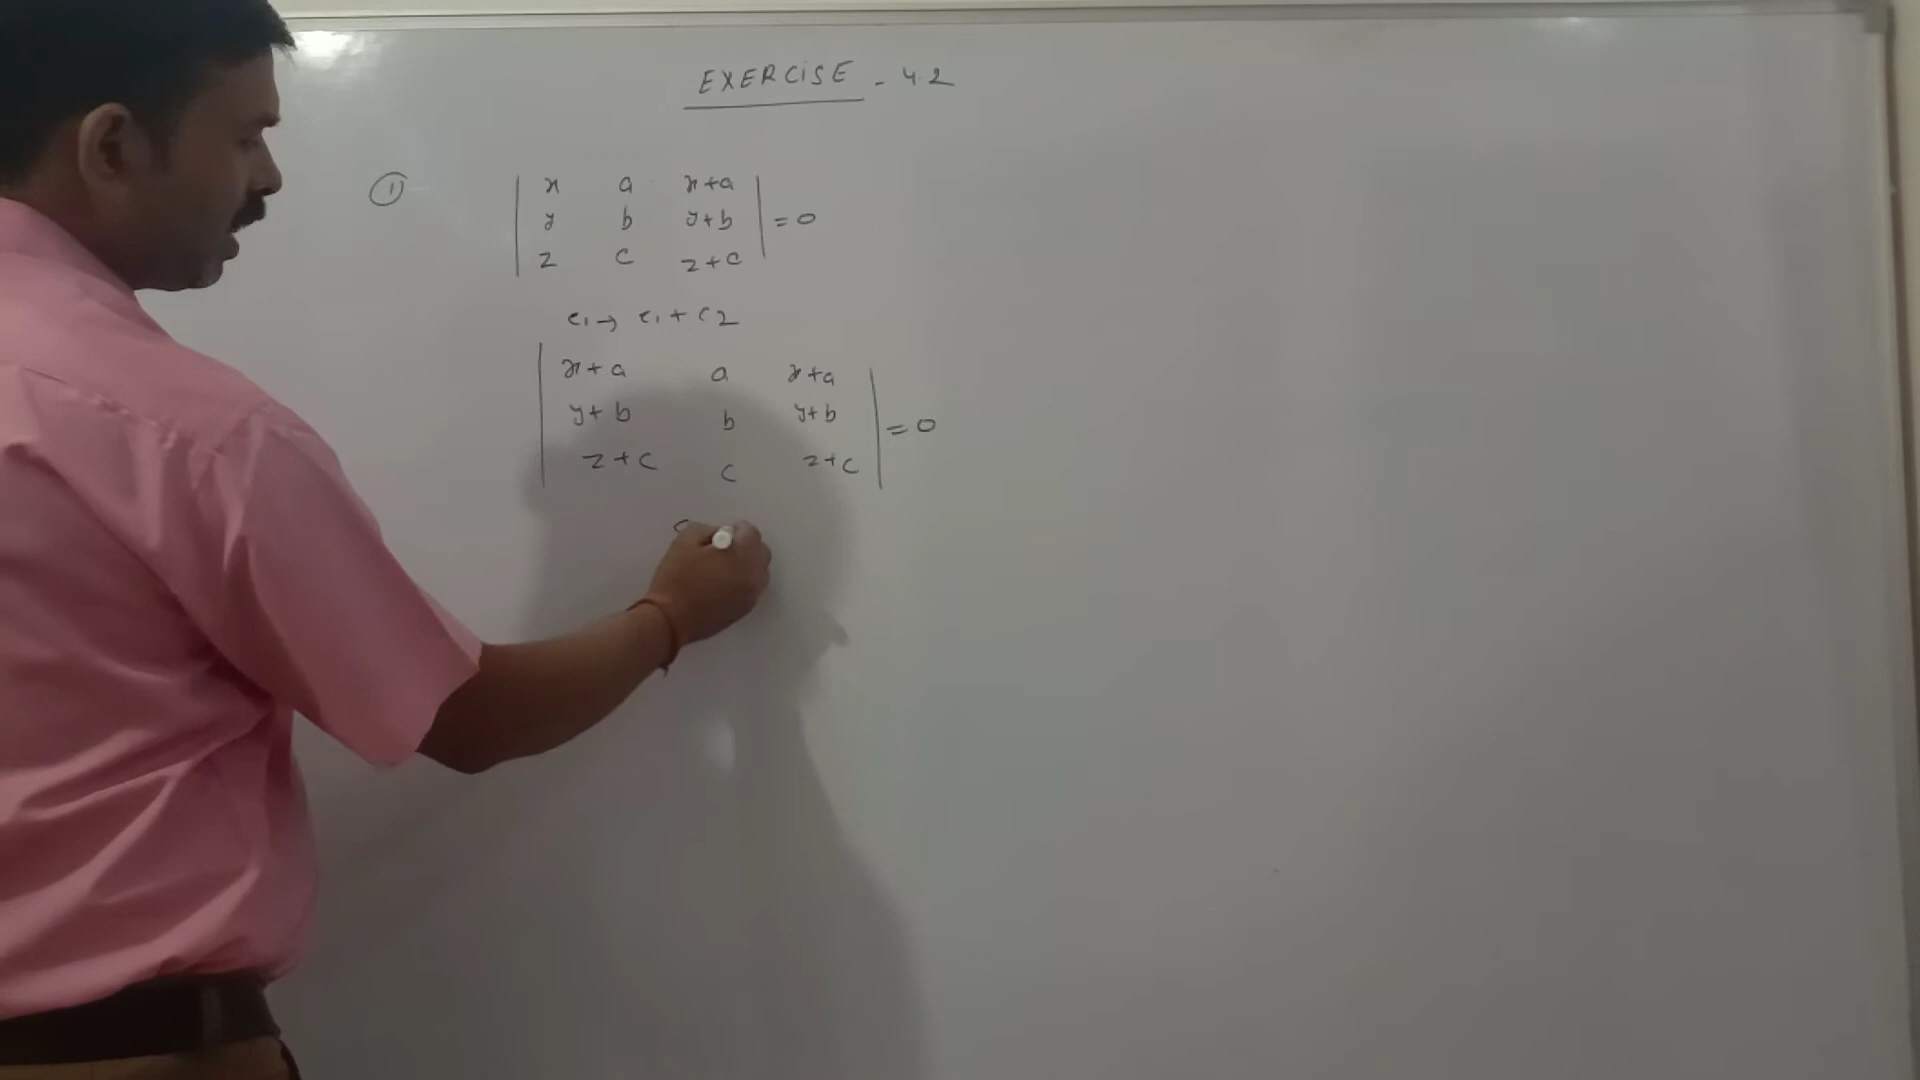 EXERCISE - 4.2
① | x a x+a |
| y b y+b | = 0
| z c z+c |
c1 → c1 + c2
| x+a a x+a |
| y+b b y+b | = 0
| z+c c z+c |
c